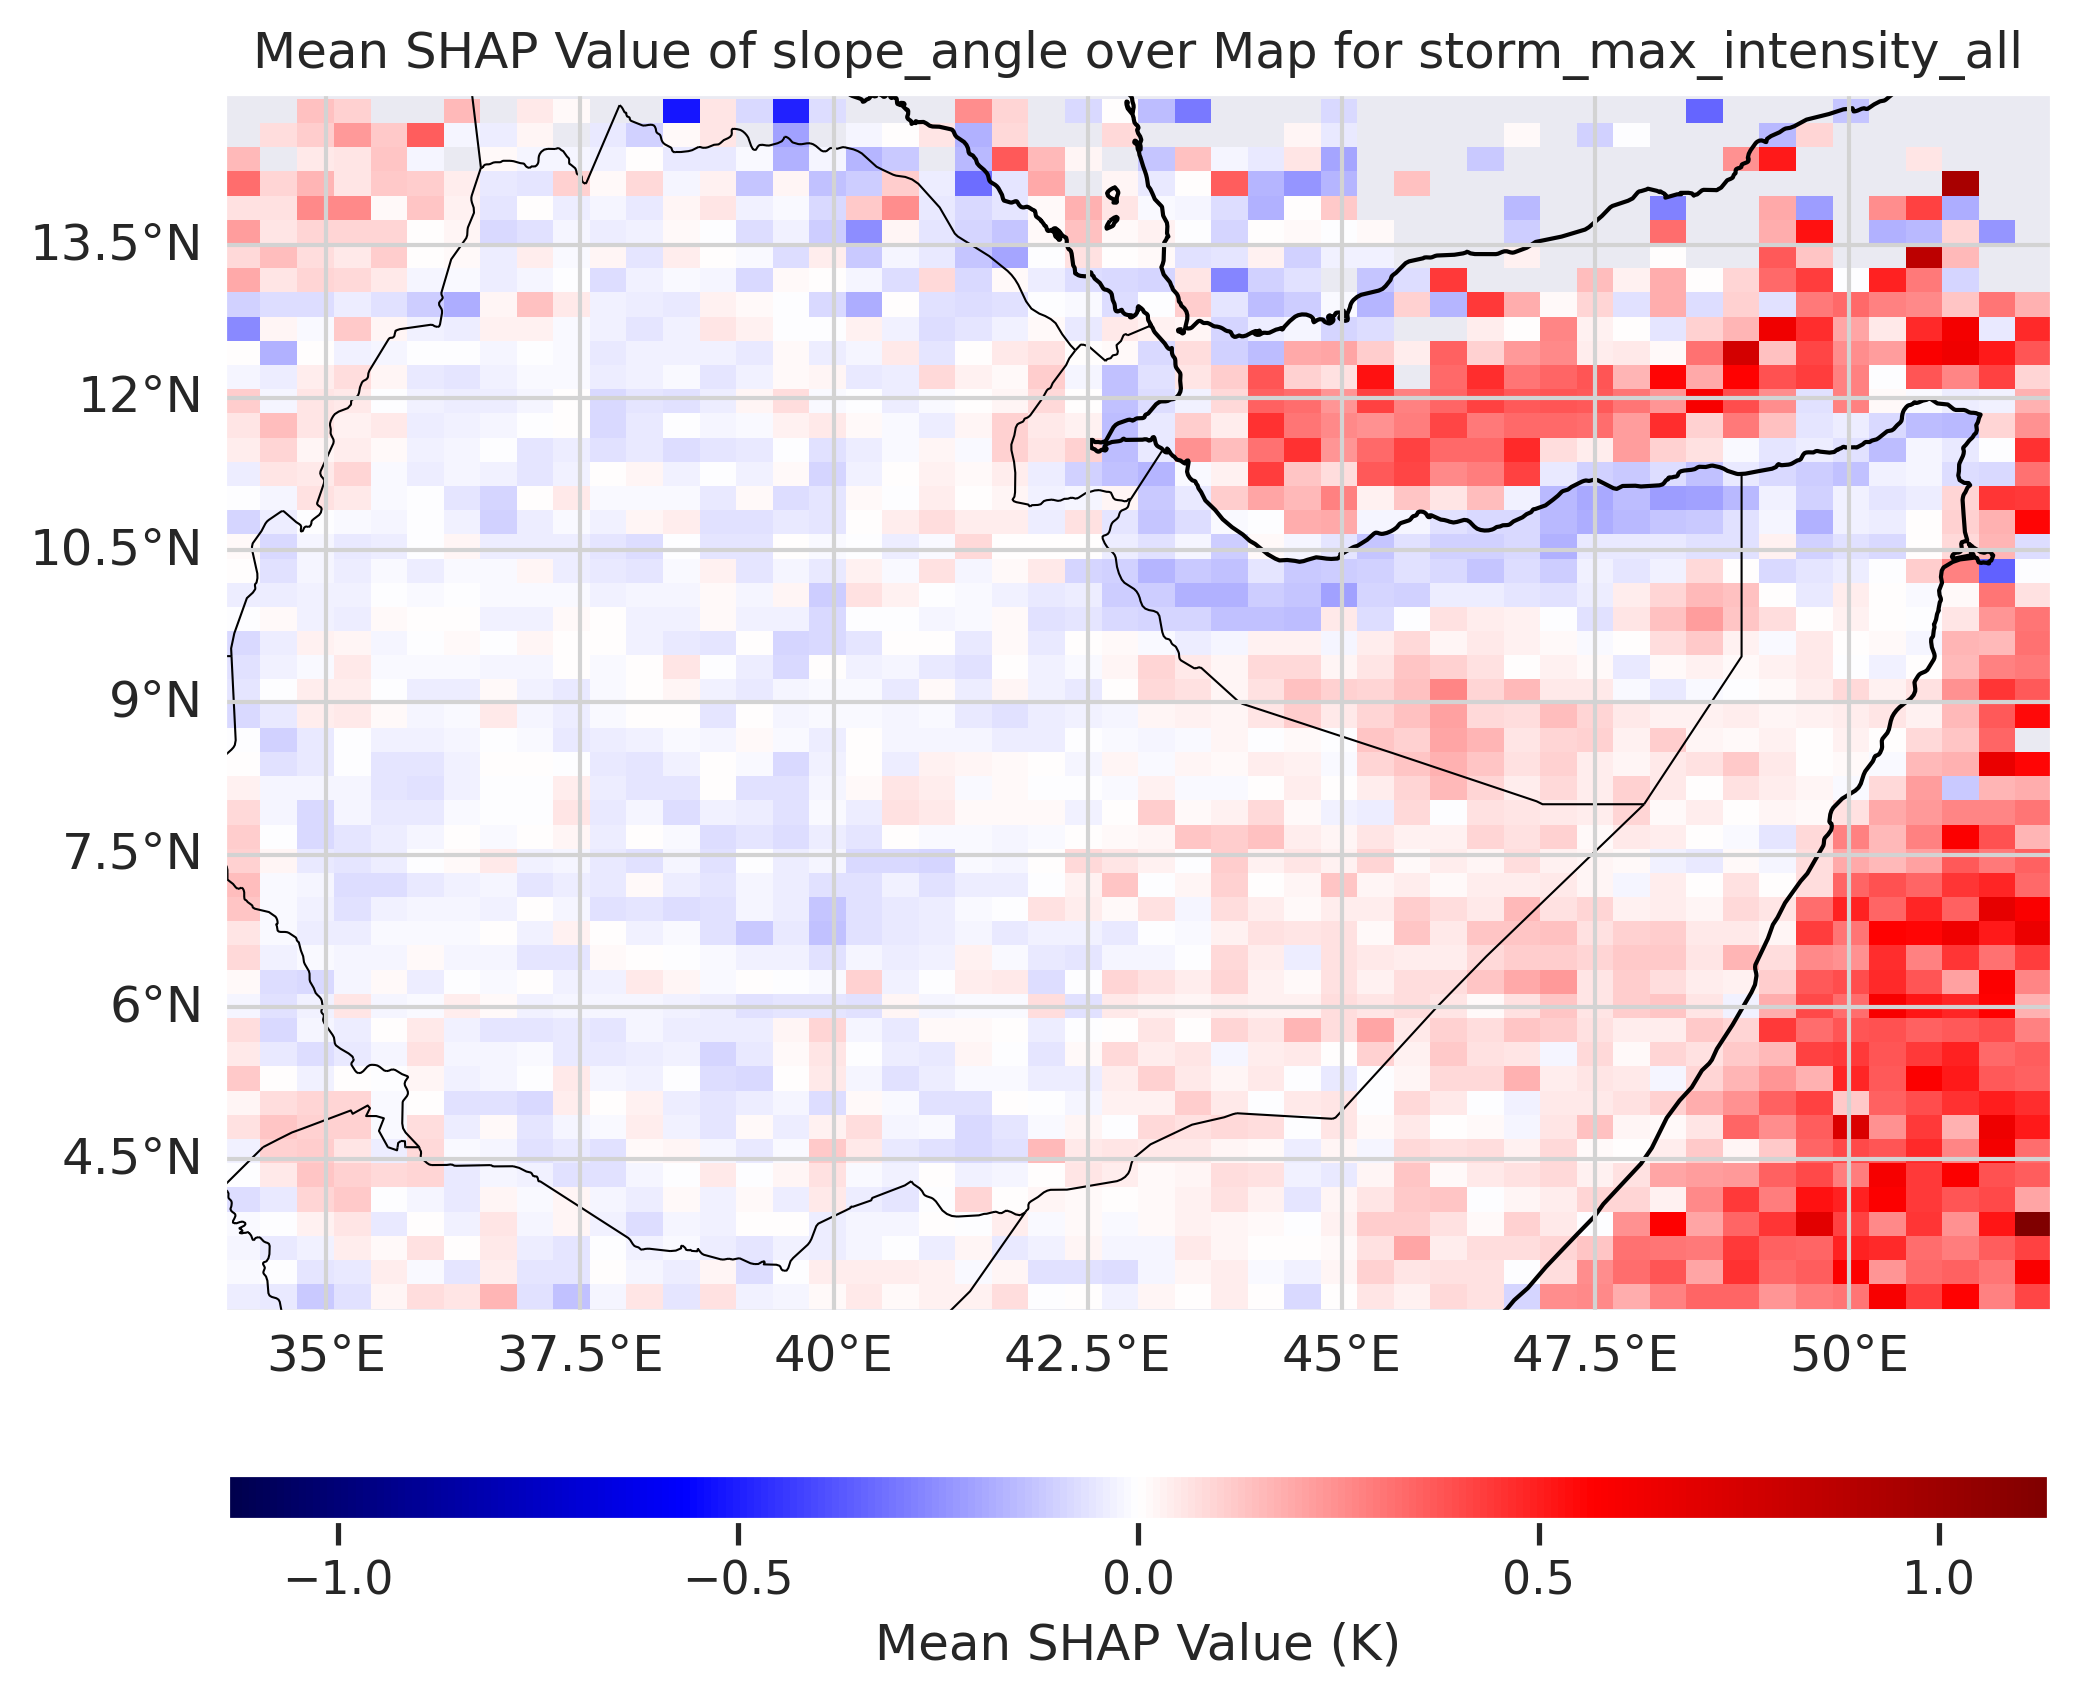 Mean SHAP Value of slope_angle over Map for storm_max_intensity_all
13.5°N
12°N
10.5°N
9°N
7.5°N
6°N
4.5°N
35°E 37.5°E 40°E 42.5°E 45°E 47.5°E 50°E
−1.0 −0.5 0.0 0.5 1.0
Mean SHAP Value (K)